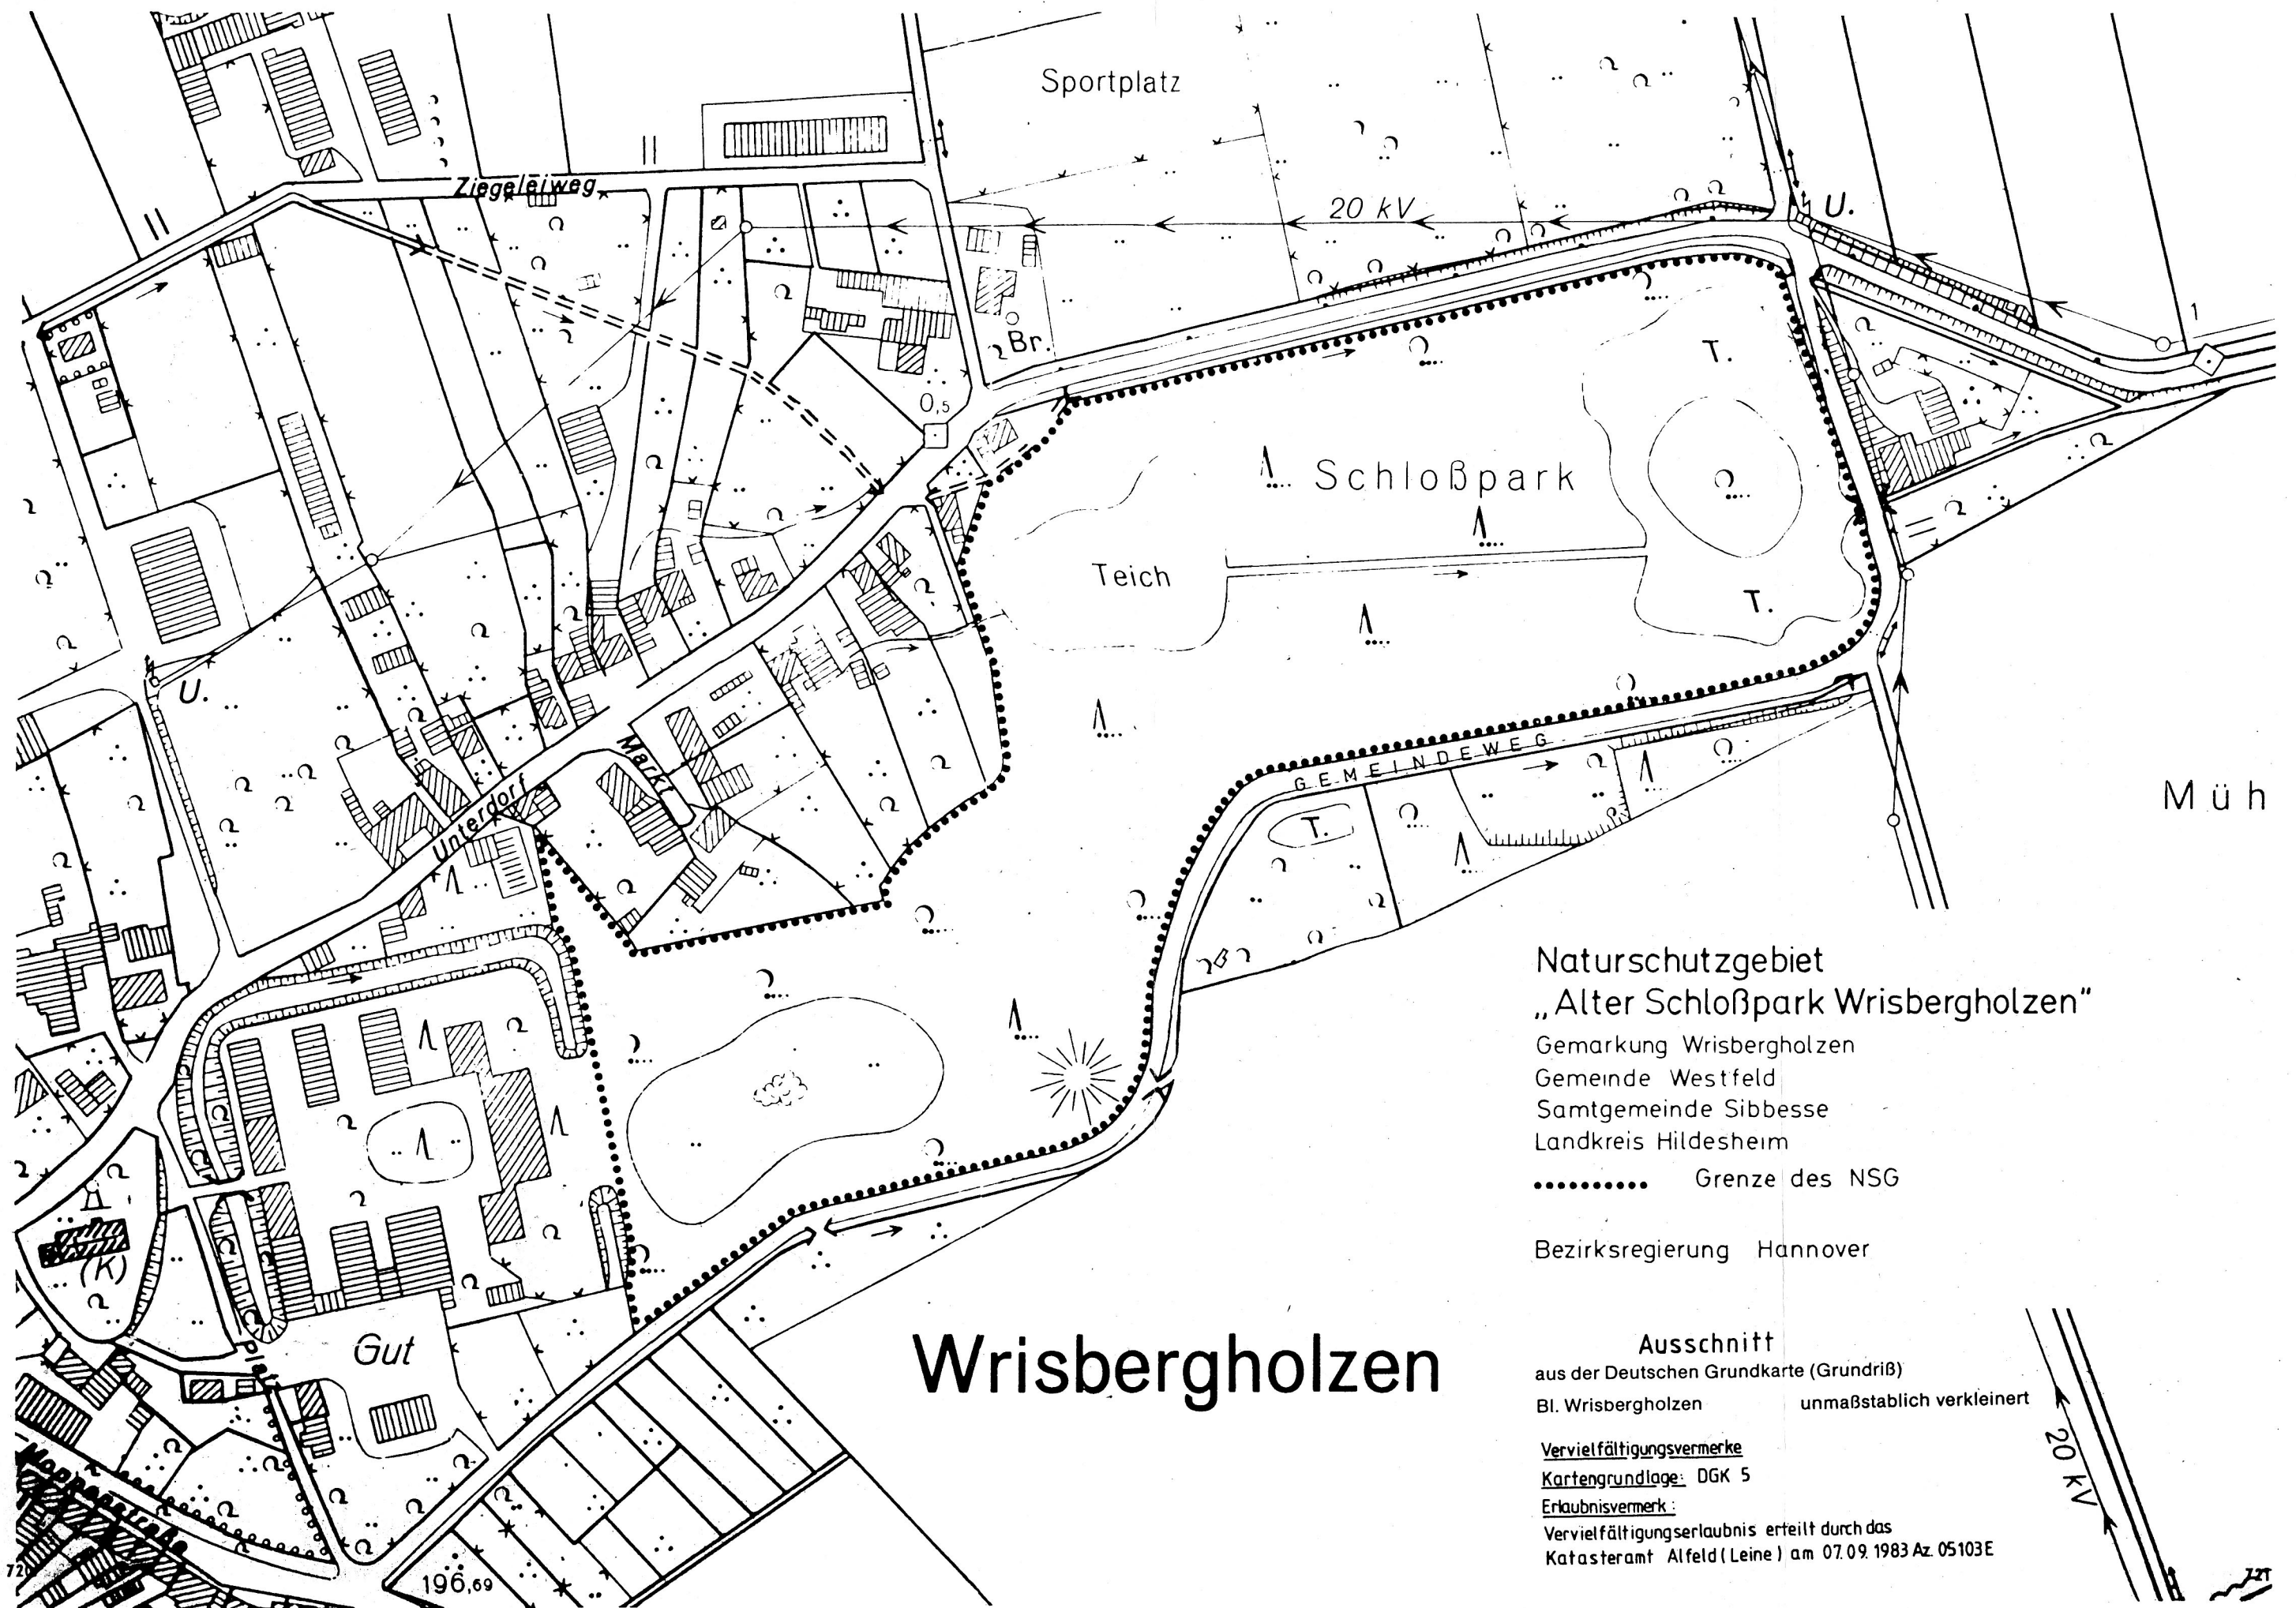 Sportplatz
Ziegeleiweg
20 kV
U.
1
Br.
T.
0,5
Schloßpark
Teich
T.
U.
Markt
GEMEINDEWEG
Müh
Unterdorf
T.
Naturschutzgebiet
„Alter Schloßpark Wrisbergholzen"
Gemarkung Wrisbergholzen
Gemeinde Westfeld
Samtgemeinde Sibbesse
Landkreis Hildesheim
Grenze des NSG
(K)
Bezirksregierung Hannover
Gut
Wrisbergholzen
Ausschnitt
aus der Deutschen Grundkarte (Grundriß)
Bl. Wrisbergholzen unmaßstablich verkleinert
20 kV
Vervielfältigungsvermerke
Kartengrundlage: DGK 5
Erlaubnisvermerk :
Vervielfältigungserlaubnis erteilt durch das
Katasteramt Alfeld (Leine) am 07.09.1983 Az. 05103E
196,69